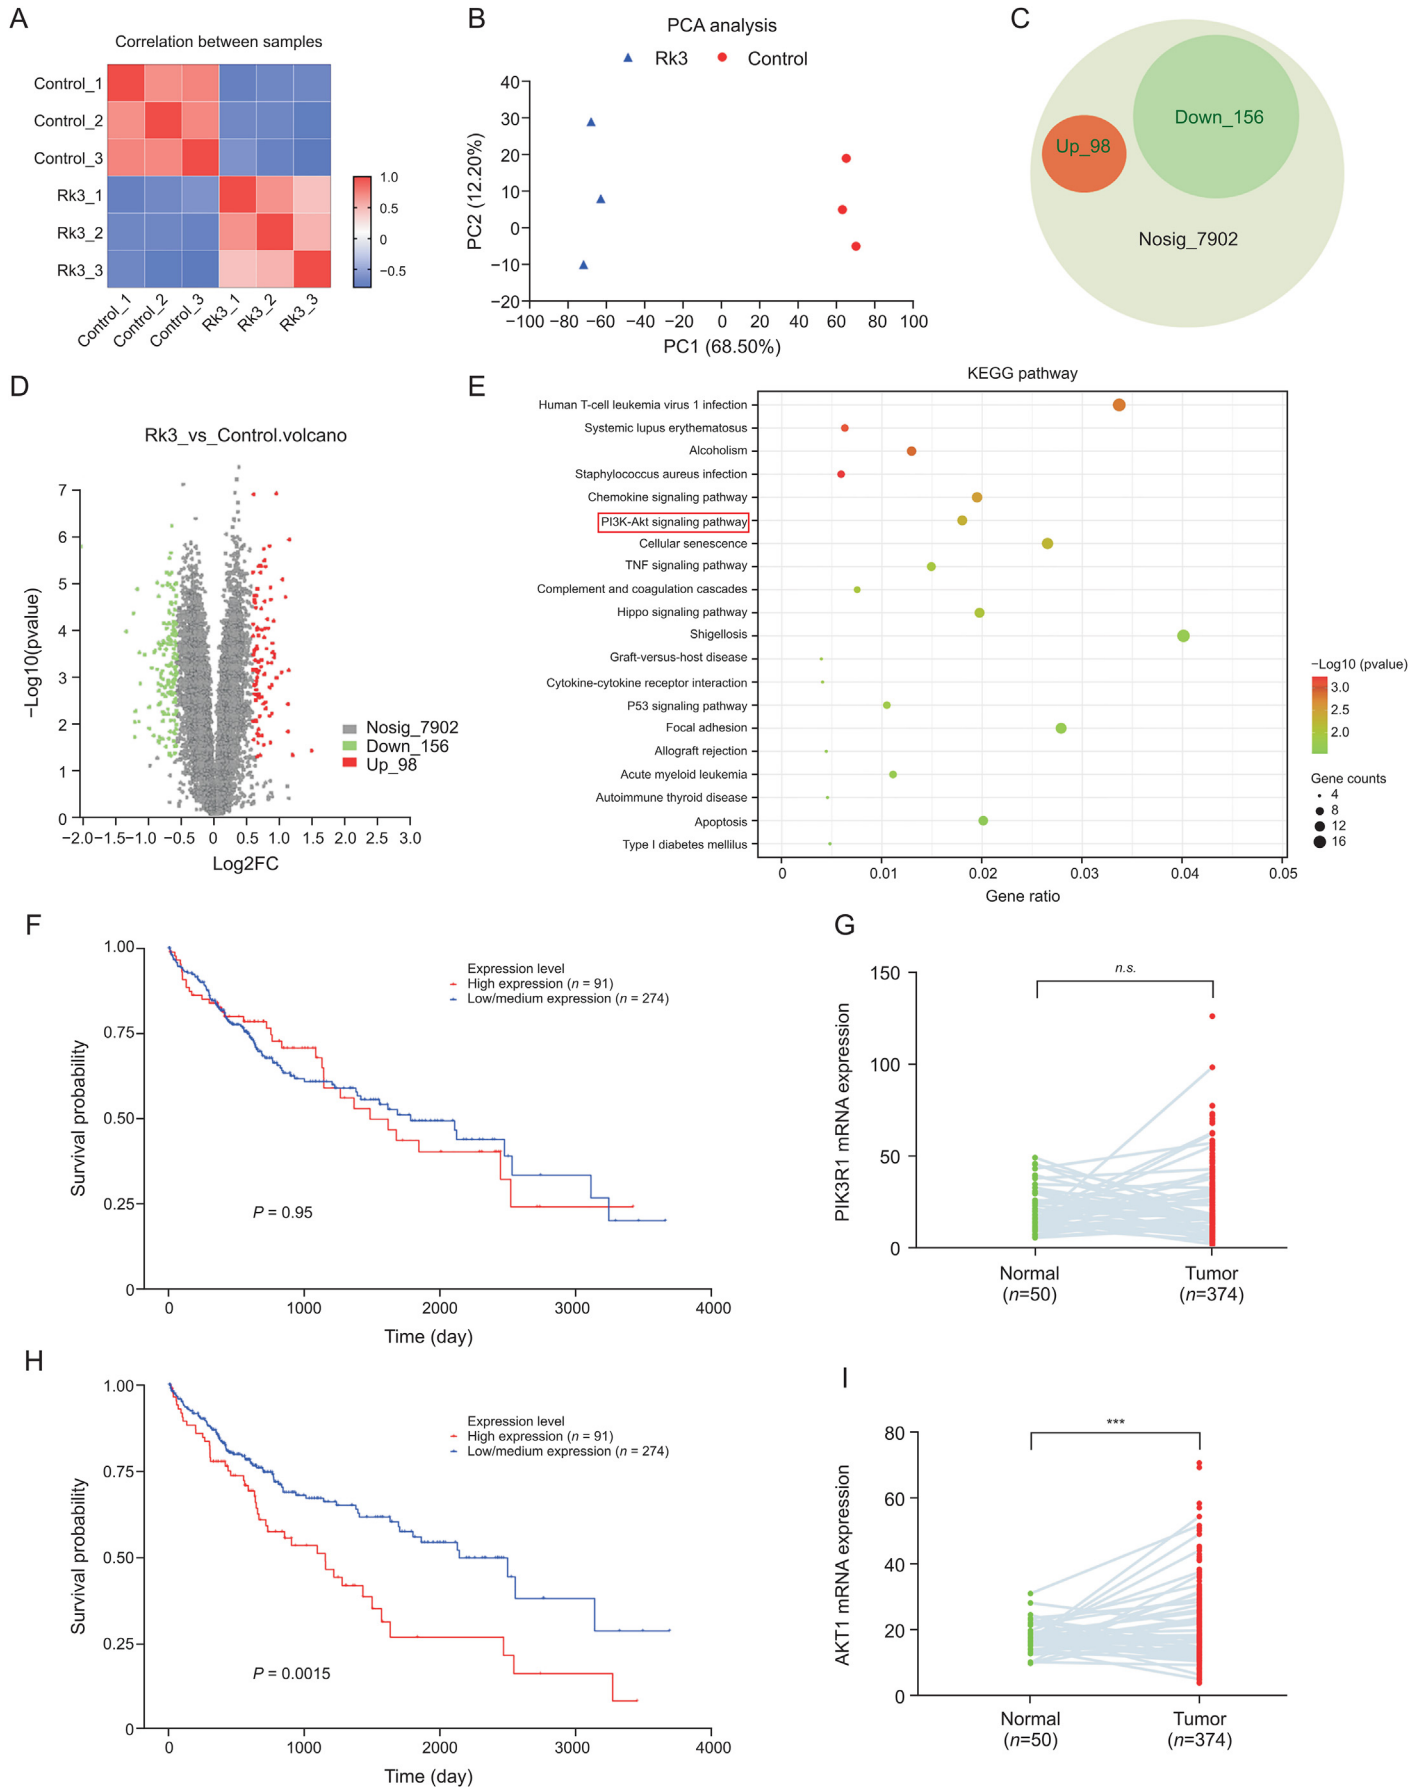 A
Correlation between samples
Control_1
Control_2
Control_3
Rk3_1
Rk3_2
Rk3_3
1.0
0.5
0
−0.5
Control_1
Control_2
Control_3
Rk3_1
Rk3_2
Rk3_3
B
PCA analysis
Rk3
Control
PC2 (12.20%)
40
30
20
10
0
−10
−20
−100 −80 −60 −40 −20 0 20 40 60 80 100
PC1 (68.50%)
C
Up_98
Down_156
Nosig_7902
D
Rk3_vs_Control.volcano
−Log10(pvalue)
7
6
5
4
3
2
1
0
Nosig_7902
Down_156
Up_98
−2.0 −1.5 −1.0 −0.5 0 0.5 1.0 1.5 2.0 2.5 3.0
Log2FC
E
KEGG pathway
Human T-cell leukemia virus 1 infection
Systemic lupus erythematosus
Alcoholism
Staphylococcus aureus infection
Chemokine signaling pathway
PI3K-Akt signaling pathway
Cellular senescence
TNF signaling pathway
Complement and coagulation cascades
Hippo signaling pathway
Shigellosis
Graft-versus-host disease
Cytokine-cytokine receptor interaction
P53 signaling pathway
Focal adhesion
Allograft rejection
Acute myeloid leukemia
Autoimmune thyroid disease
Apoptosis
Type I diabetes mellilus
0 0.01 0.02 0.03 0.04 0.05
Gene ratio
−Log10 (pvalue)
3.0
2.5
2.0
Gene counts
4
8
12
16
F
Survival probability
1.00
0.75
0.50
0.25
0
Expression level
High expression (n = 91)
Low/medium expression (n = 274)
P = 0.95
0 1000 2000 3000 4000
Time (day)
G
PIK3R1 mRNA expression
150
100
50
0
n.s.
Normal
(n=50)
Tumor
(n=374)
H
Survival probability
1.00
0.75
0.50
0.25
0
Expression level
High expression (n = 91)
Low/medium expression (n = 274)
P = 0.0015
0 1000 2000 3000 4000
Time (day)
I
AKT1 mRNA expression
80
60
40
20
0
***
Normal
(n=50)
Tumor
(n=374)